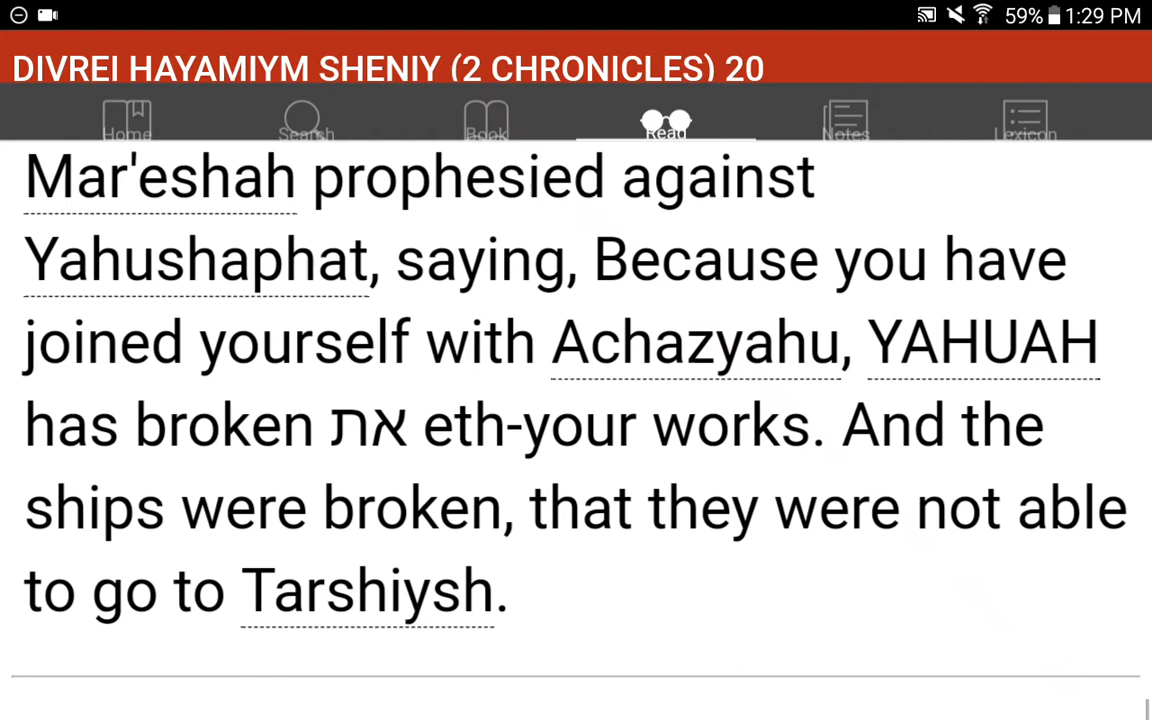 59% 1:29 PM
DIVREI HAYAMIYM SHENIY (2 CHRONICLES) 20
Home Search Book Read Notes Lexicon
Mar'eshah prophesied against
Yahushaphat, saying, Because you have
joined yourself with Achazyahu, YAHUAH
has broken את eth-your works. And the
ships were broken, that they were not able
to go to Tarshiysh.